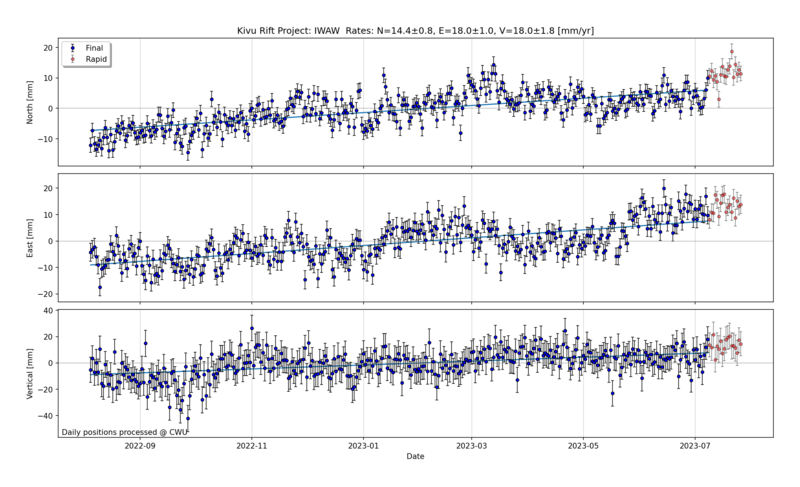 Kivu Rift Project: IWAW Rates: N=14.4±0.8, E=18.0±1.0, V=18.0±1.8 [mm/yr]
Final
Rapid
North [mm]
20
10
0
−10
East [mm]
20
10
0
−10
−20
Vertical [mm]
40
20
0
−20
−40
Daily positions processed @ CWU
2022-09 2022-11 2023-01 2023-03 2023-05 2023-07
Date